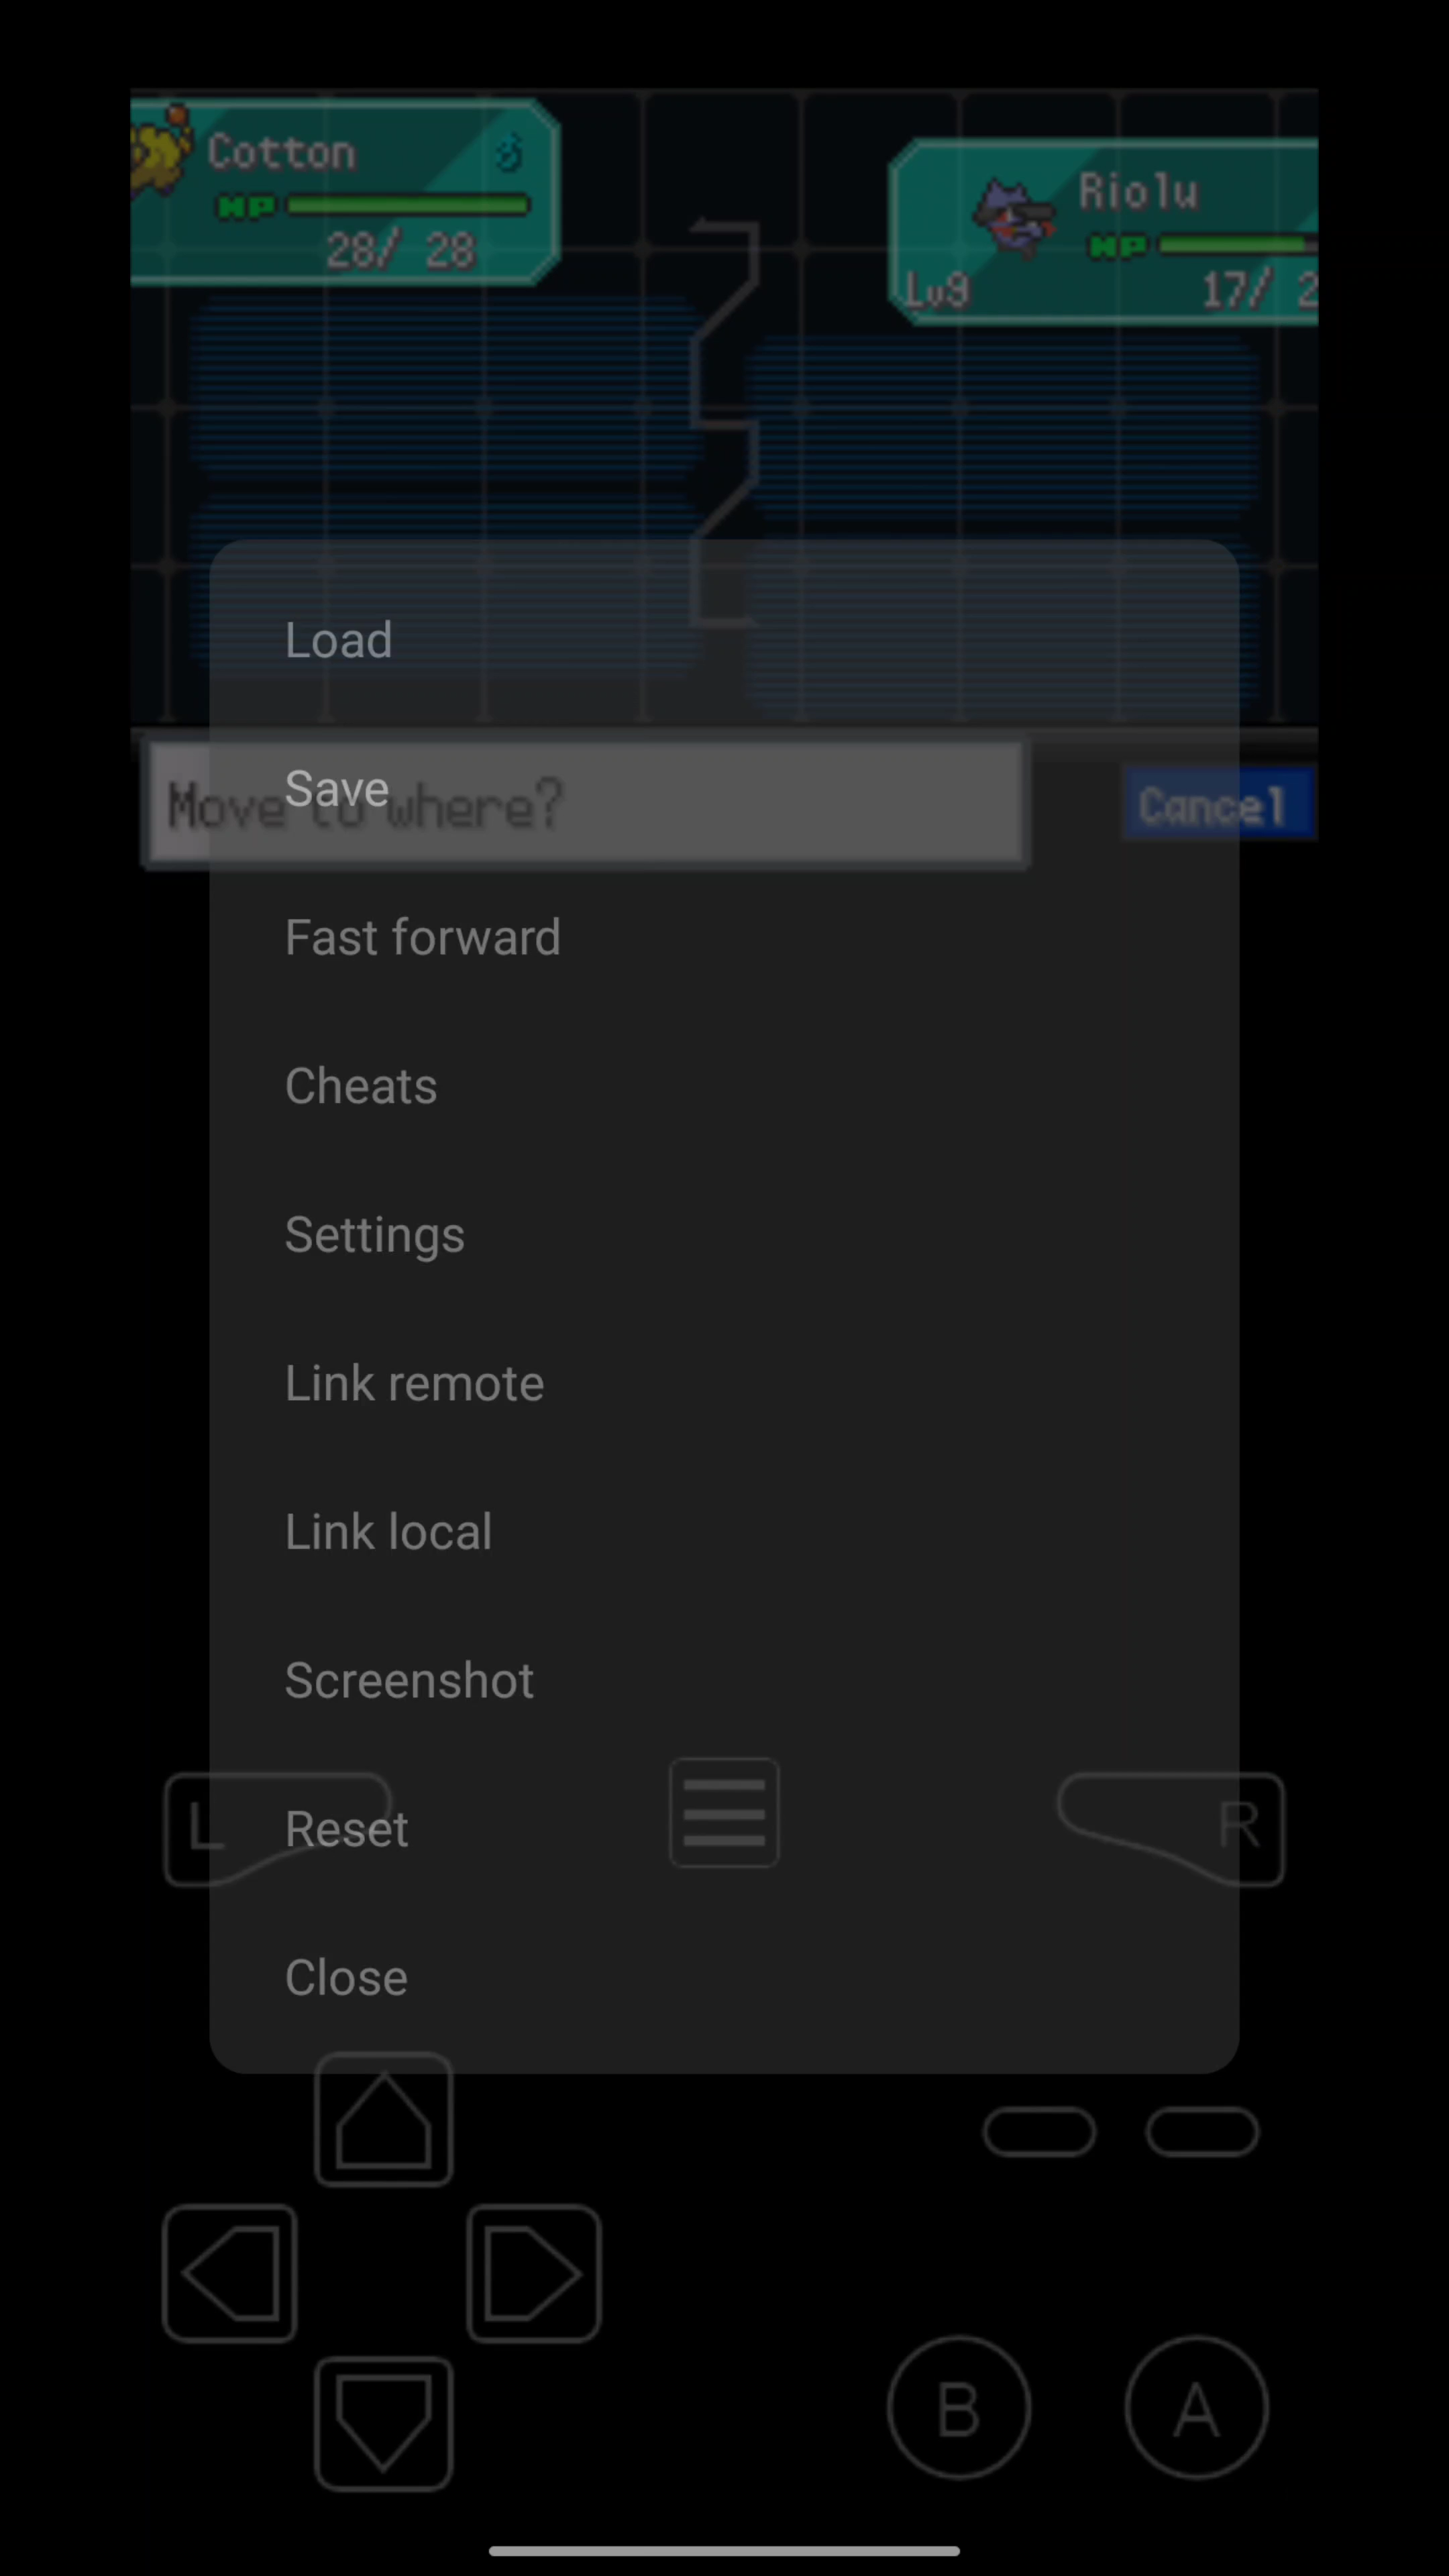 Cotton
HP
28/ 28
Riolu
HP
Lv9
17/ 2
Load
Move to where?
Save
Cancel
Fast forward
Cheats
Settings
Link remote
Link local
Screenshot
L
Reset
R
Close
B
A